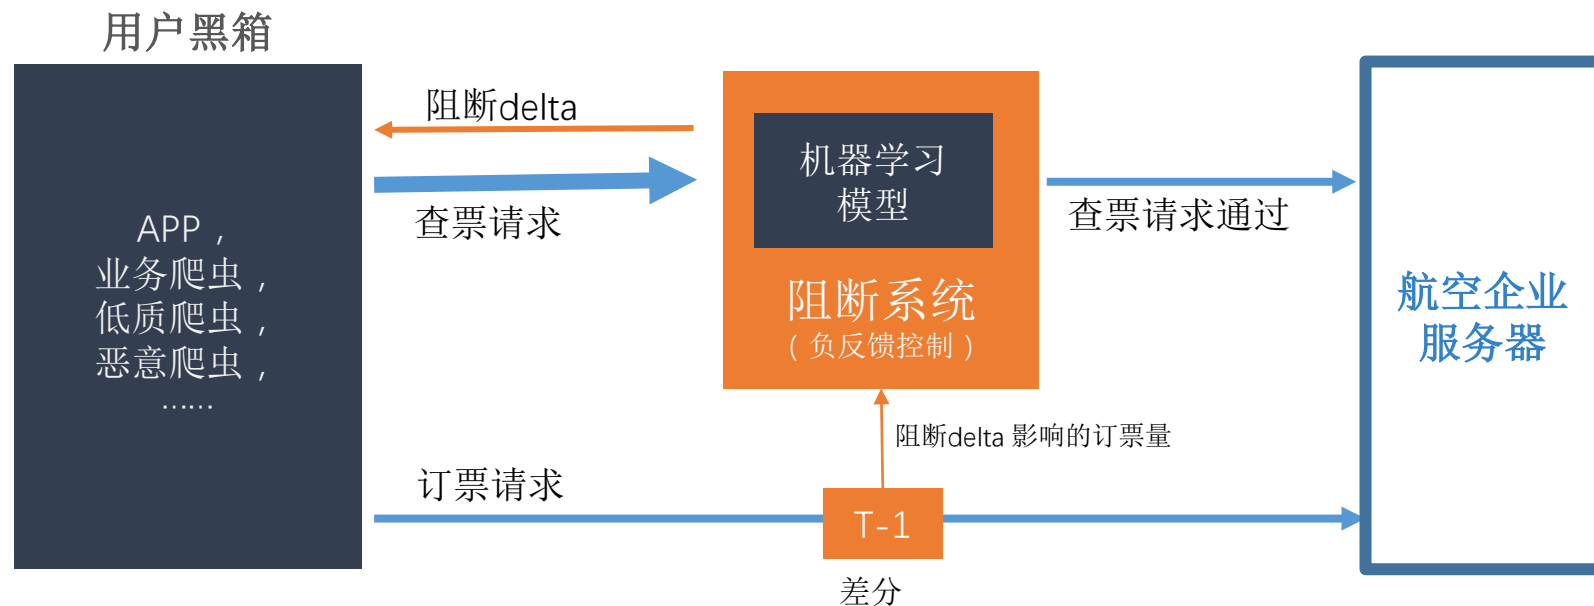 用户黑箱
APP，
业务爬虫，
低质爬虫，
恶意爬虫，
……
阻断delta
查票请求
机器学习
模型
阻断系统
（负反馈控制）
查票请求通过
航空企业
服务器
阻断delta 影响的订票量
订票请求
T-1
差分